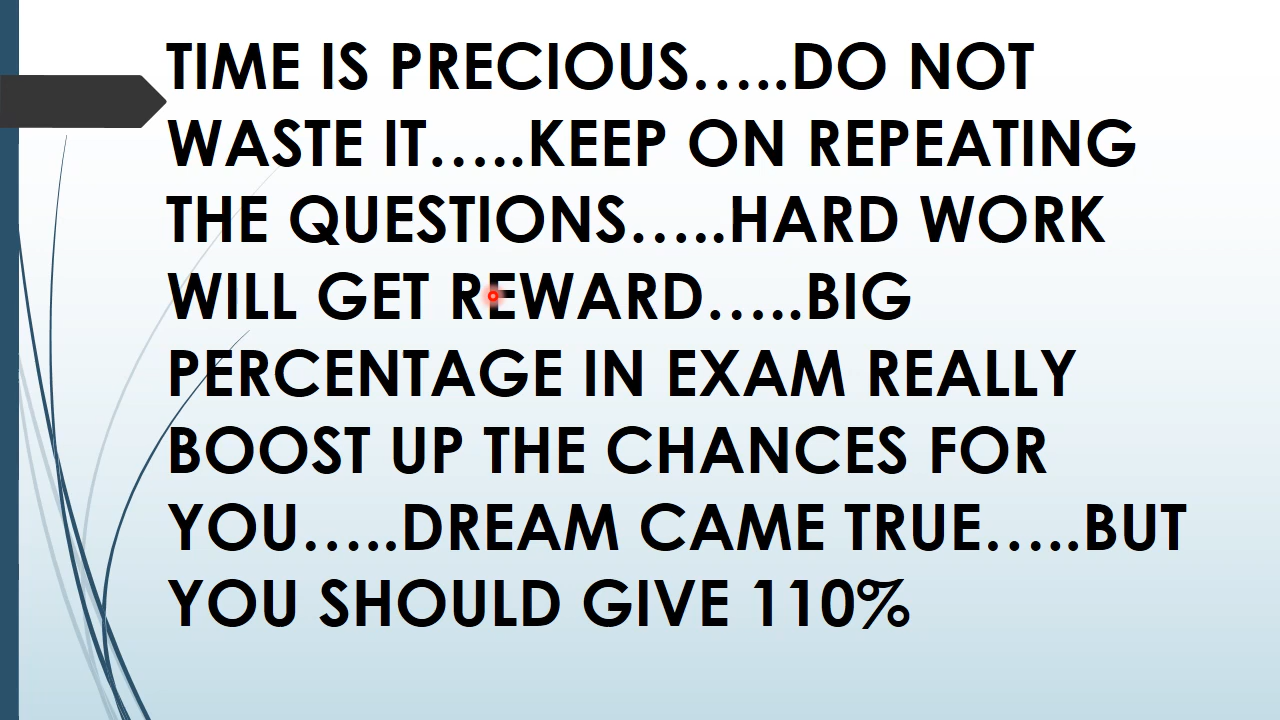 TIME IS PRECIOUS…..DO NOT
WASTE IT…..KEEP ON REPEATING
THE QUESTIONS…..HARD WORK
WILL GET REWARD…..BIG
PERCENTAGE IN EXAM REALLY
BOOST UP THE CHANCES FOR
YOU…..DREAM CAME TRUE…..BUT
YOU SHOULD GIVE 110%